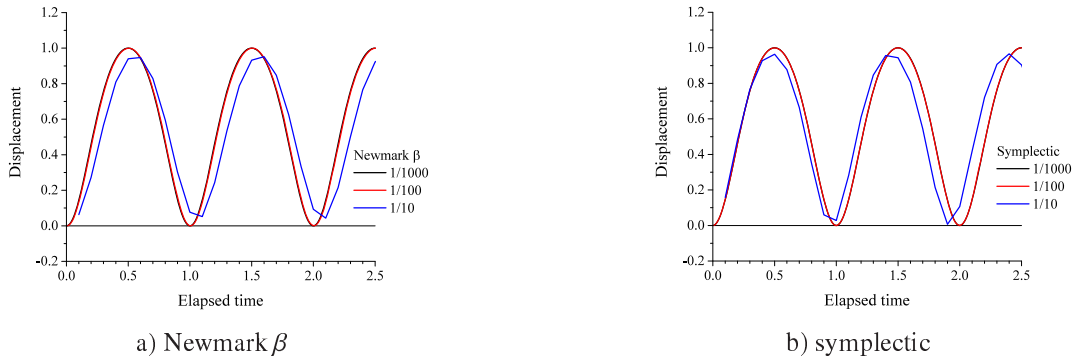 1.2
1.0
0.8
0.6
0.4
0.2
0.0
-0.2
Displacement
0.0 0.5 1.0 1.5 2.0 2.5
Elapsed time
Newmark β
1/1000
1/100
1/10
a) Newmark β
1.2
1.0
0.8
0.6
0.4
0.2
0.0
-0.2
Displacement
0.0 0.5 1.0 1.5 2.0 2.5
Elapsed time
Symplectic
1/1000
1/100
1/10
b) symplectic